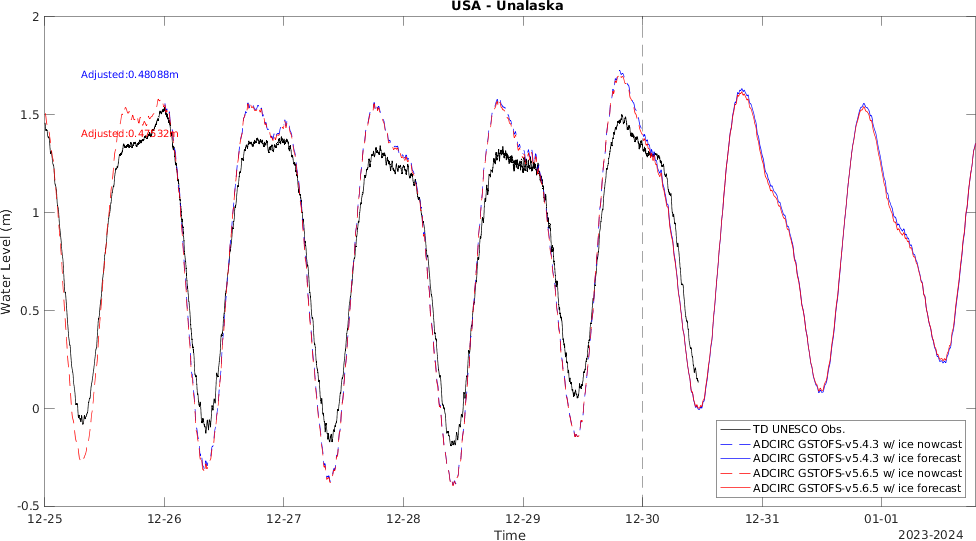 USA - Unalaska
Adjusted:0.48088m
Water Level (m)
2
1.5
1
0.5
0
-0.5
12-25
12-26
12-27
12-28
12-29
12-30
12-31
01-01
Time
2023-2024
TD UNESCO Obs.
ADCIRC GSTOFS-v5.4.3 w/ ice nowcast
ADCIRC GSTOFS-v5.4.3 w/ ice forecast
ADCIRC GSTOFS-v5.6.5 w/ ice nowcast
ADCIRC GSTOFS-v5.6.5 w/ ice forecast